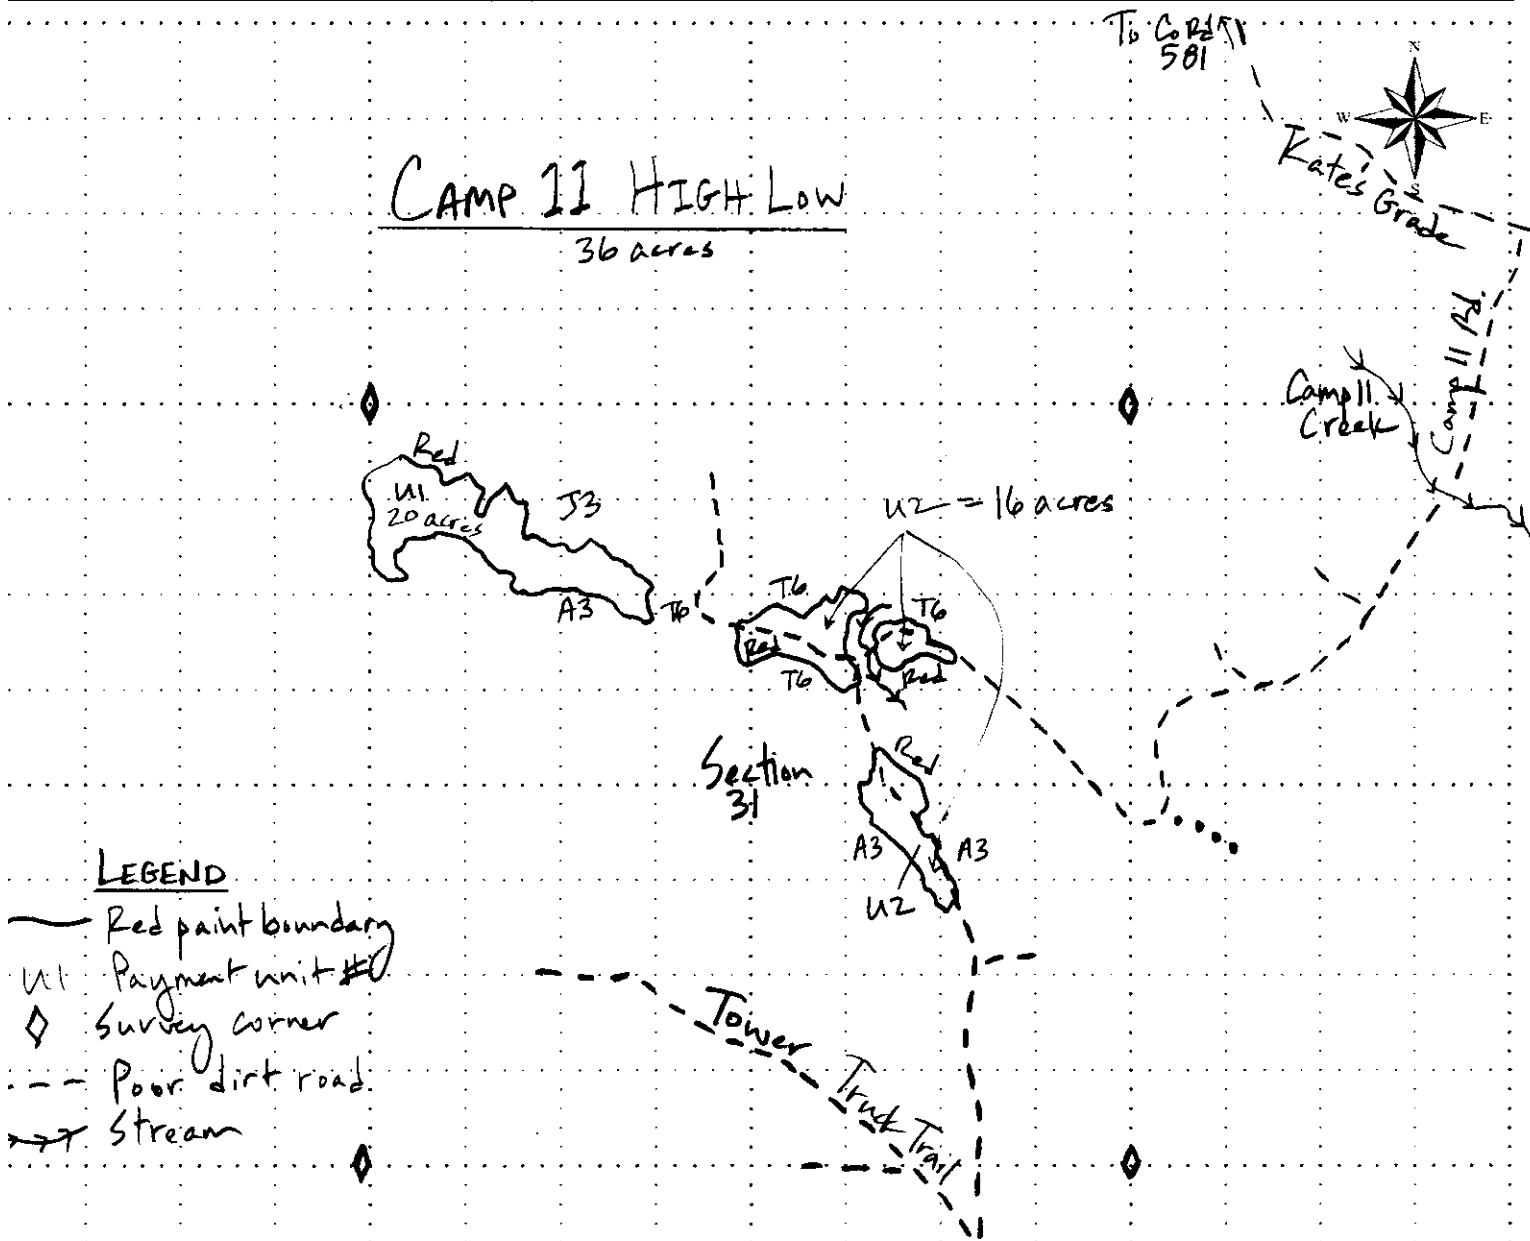 To Co Rd
581
N
W
E
S
Kates Grade
CAMP 11 HIGH LOW
36 acres
Camp 11 Rd
Camp 11
Creek
Red
U1
20 acres
J3
A3
T6
U2 = 16 acres
T6
T6
Red
T6
Red
Section
31
Red
A3
A3
U2
LEGEND
Red paint boundary
U1 Payment unit #
Survey corner
Poor dirt road
Stream
Tower Truck Trail